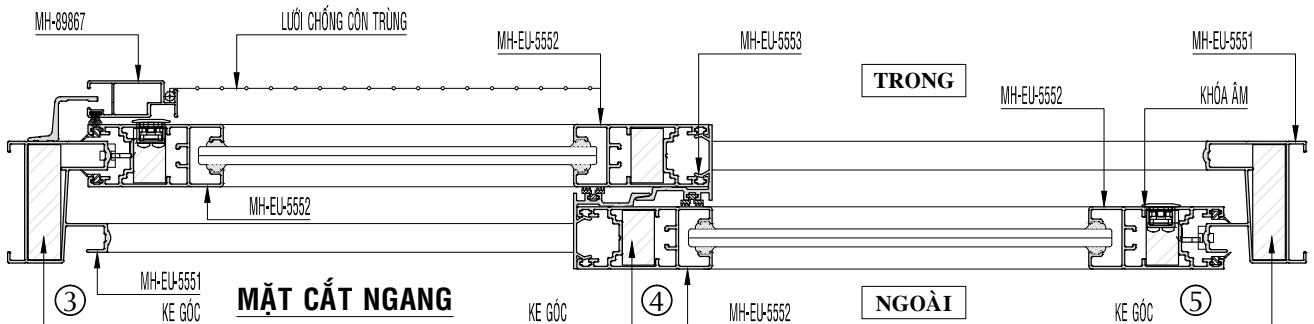 MH-89867
LƯỚI CHỐNG CÔN TRÙNG
MH-EU-5552
MH-EU-5553
MH-EU-5551
TRONG
MH-EU-5552
KHÓA ÂM
MH-EU-5552
MH-EU-5551
③
KE GÓC
MẶT CẮT NGANG
KE GÓC
④
MH-EU-5552
NGOÀI
KE GÓC
⑤